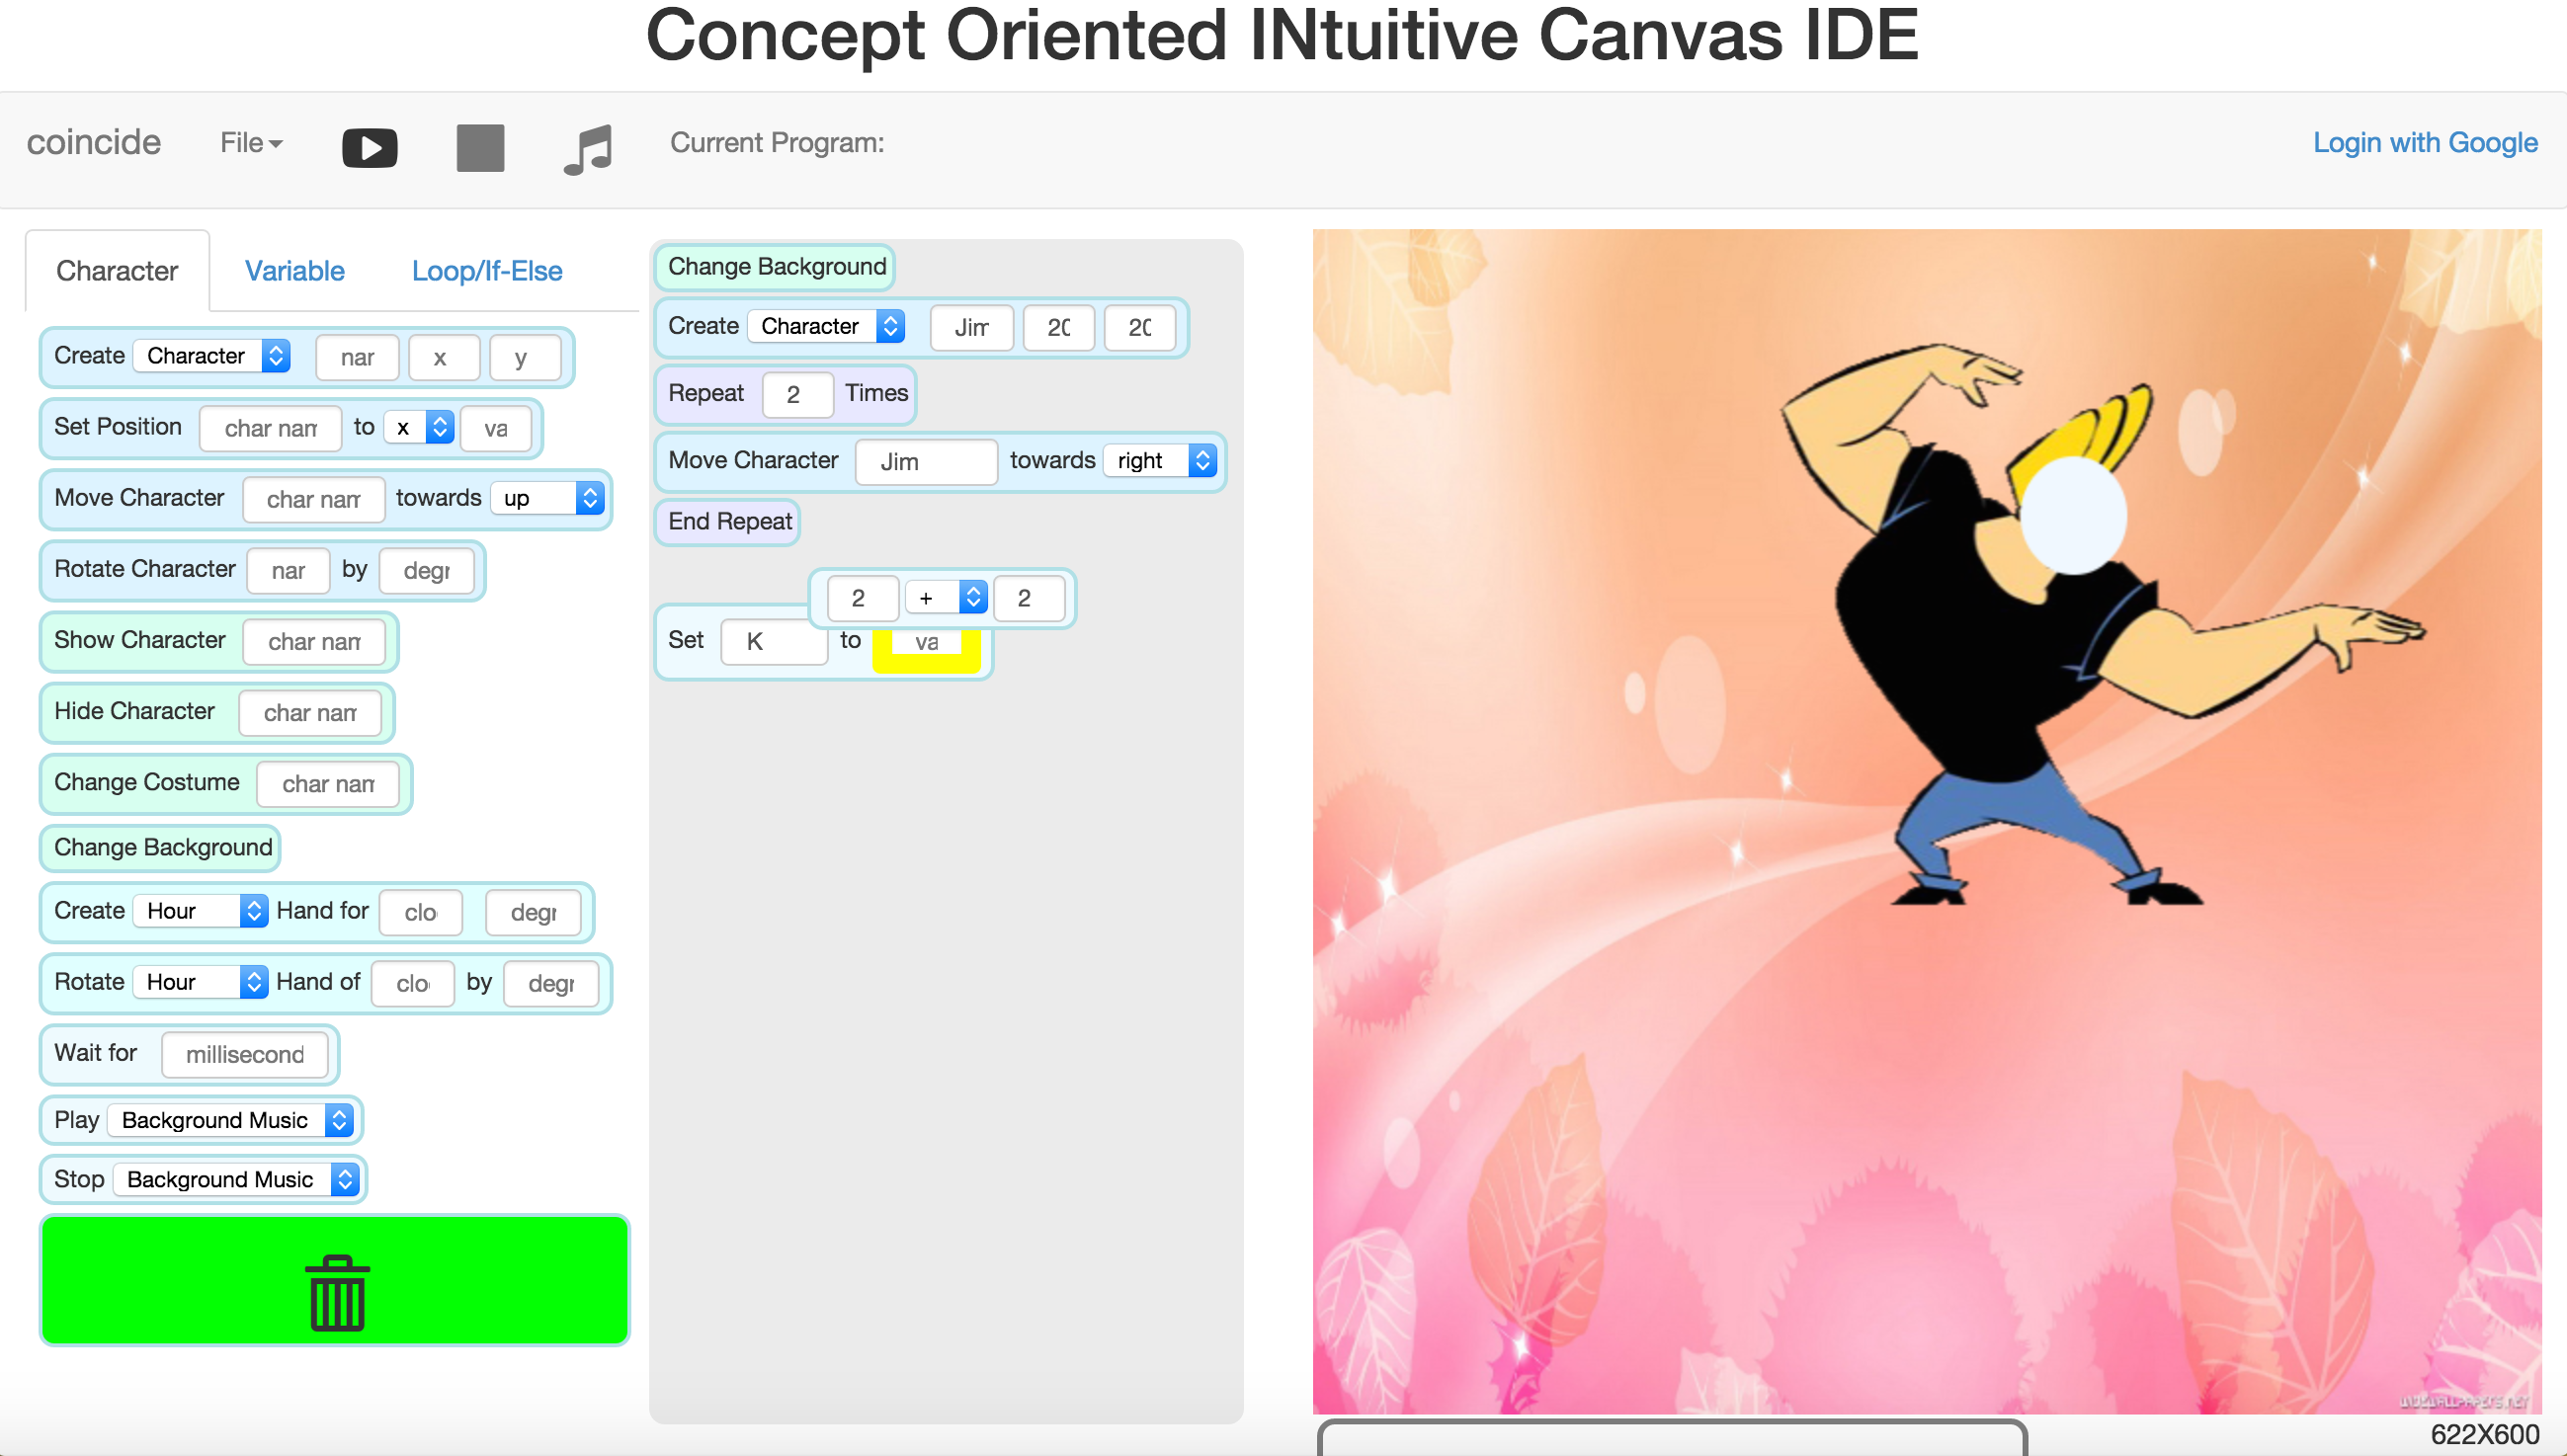 Concept Oriented INtuitive Canvas IDE
coincide File Current Program: Login with Google
Character Variable Loop/If-Else
Create Character nar x y
Set Position char nam to x va
Move Character char nam towards up
Rotate Character nar by degr
Show Character char nam
Hide Character char nam
Change Costume char nam
Change Background
Create Hour Hand for clo degr
Rotate Hour Hand of clo by degr
Wait for millisecond
Play Background Music
Stop Background Music
Change Background
Create Character Jim 20 20
Repeat 2 Times
Move Character Jim towards right
End Repeat
2 + 2
Set K to va
622X600